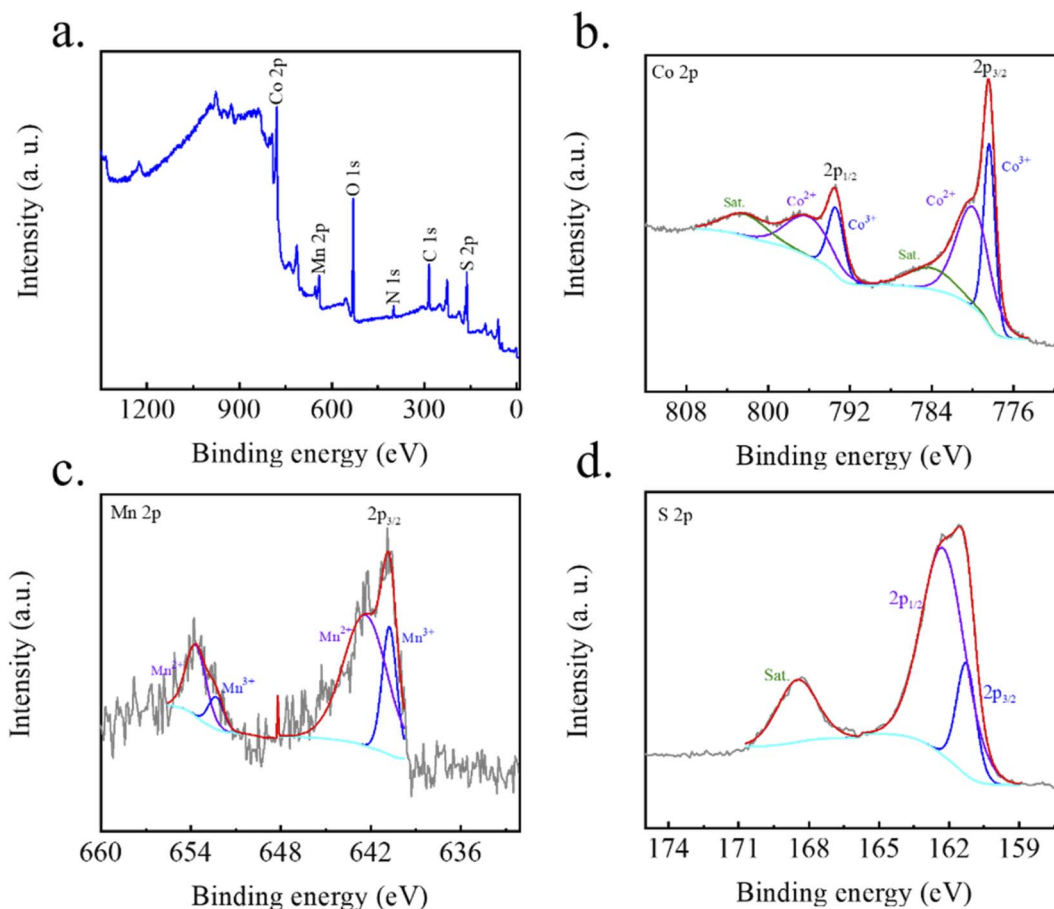 a.
Intensity (a. u.)
Co 2p
Mn 2p
O 1s
N 1s
C 1s
S 2p
1200 900 600 300 0
Binding energy (eV)
b.
Intensity (a. u.)
Co 2p
2p3/2
Co3+
Co2+
2p1/2
Sat.
Co2+
Co3+
Sat.
808 800 792 784 776
Binding energy (eV)
c.
Intensity (a.u.)
Mn 2p
2p3/2
Mn2+
Mn3+
Mn2+
Mn3+
660 654 648 642 636
Binding energy (eV)
d.
Intensity (a.u.)
S 2p
2p1/2
Sat.
2p3/2
174 171 168 165 162 159
Binding energy (eV)